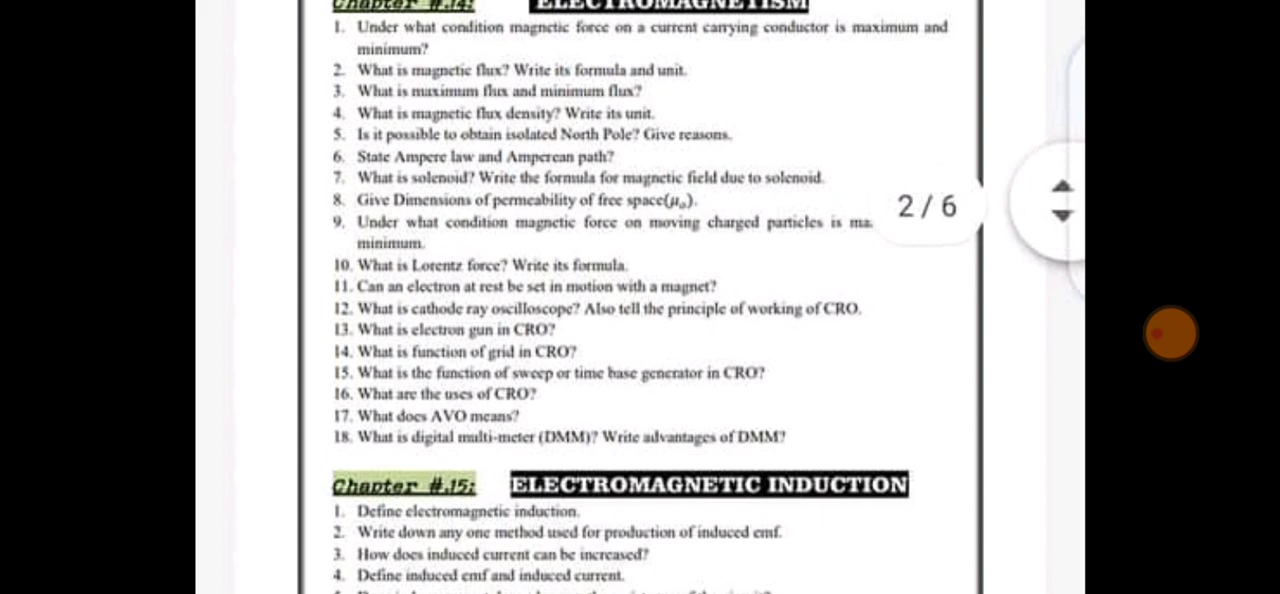 Chapter #.14: ELECTROMAGNETISM
1. Under what condition magnetic force on a current carrying conductor is maximum and
minimum?
2. What is magnetic flux? Write its formula and unit.
3. What is maximum flux and minimum flux?
4. What is magnetic flux density? Write its unit.
5. Is it possible to obtain isolated North Pole? Give reasons.
6. State Ampere law and Amperean path?
7. What is solenoid? Write the formula for magnetic field due to solenoid.
8. Give Dimensions of permeability of free space(μₒ).
2 / 6
9. Under what condition magnetic force on moving charged particles is
minimum.
10. What is Lorentz force? Write its formula.
11. Can an electron at rest be set in motion with a magnet?
12. What is cathode ray oscilloscope? Also tell the principle of working of CRO.
13. What is electron gun in CRO?
14. What is function of grid in CRO?
15. What is the function of sweep or time base generator in CRO?
16. What are the uses of CRO?
17. What does AVO means?
18. What is digital multi-meter (DMM)? Write advantages of DMM?
Chapter #.15: ELECTROMAGNETIC INDUCTION
1. Define electromagnetic induction.
2. Write down any one method used for production of induced emf.
3. How does induced current can be increased?
4. Define induced emf and induced current.